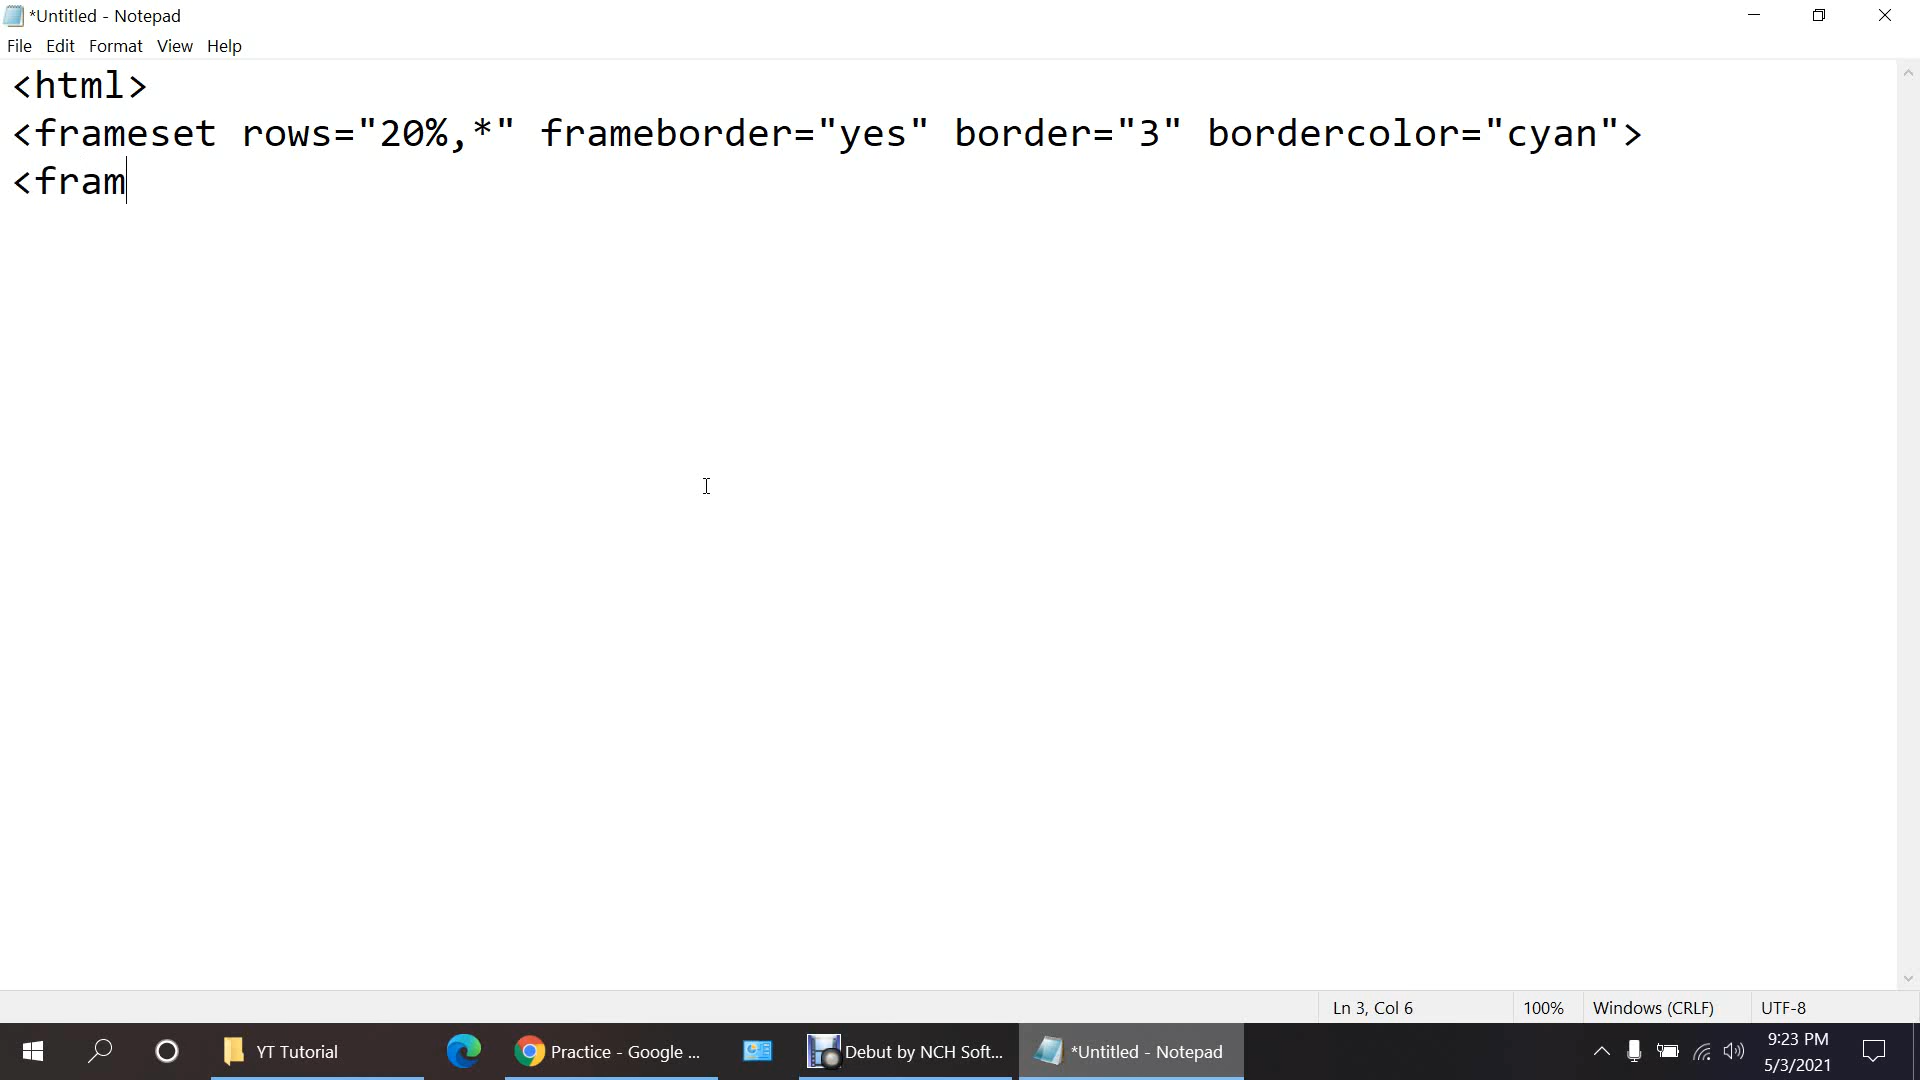 *Untitled - Notepad
File Edit Format View Help
<html>
<frameset rows="20%,*" frameborder="yes" border="3" bordercolor="cyan">
<fram
Ln 3, Col 6 100% Windows (CRLF) UTF-8
YT Tutorial Practice - Google ... Debut by NCH Soft... *Untitled - Notepad 9:23 PM
5/3/2021